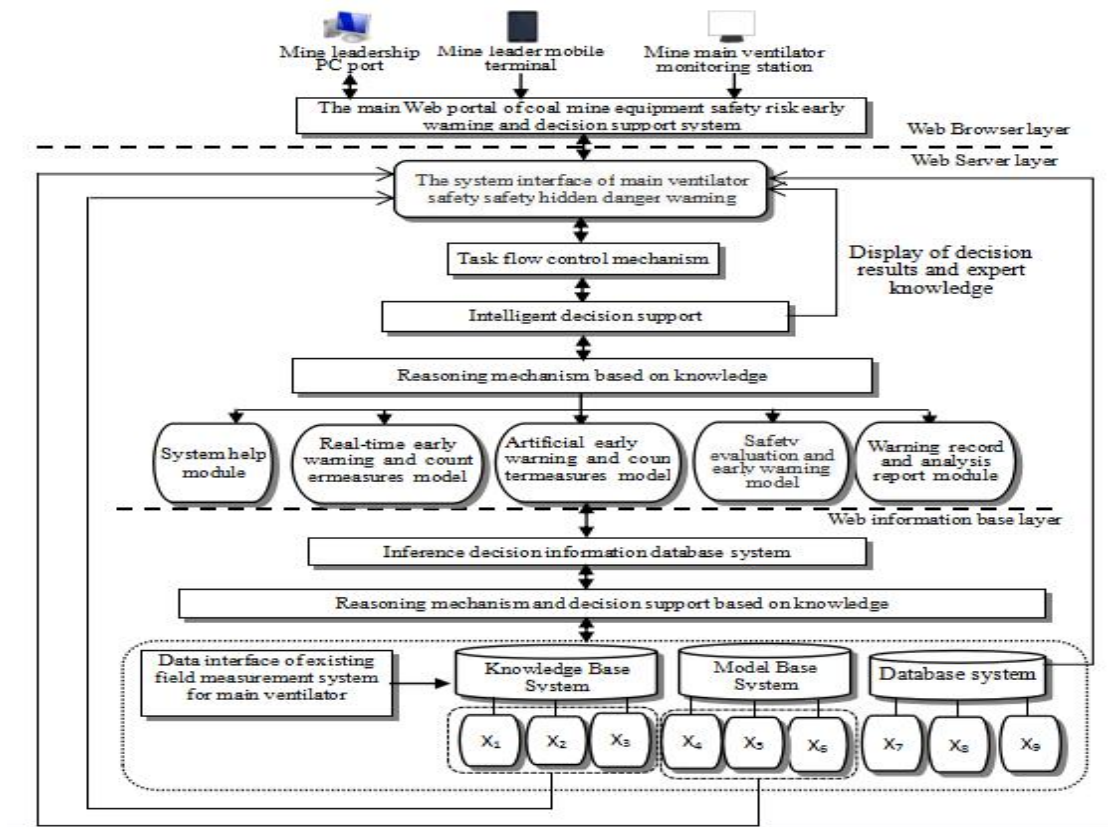 Mine leadership
PC port
Mine leader mobile
terminal
Mine main ventilator
monitoring station
The main Web portal of coal mine equipment safety risk early
warning and decision support system
Web Browser layer
Web Server layer
The system interface of main ventilator
safety safety hidden danger warning
Task flow control mechanism
Display of decision
results and expert
knowledge
Intelligent decision support
Reasoning mechanism based on knowledge
System help
module
Real-time early
warning and count
ermeasures model
Artificial early
warning and coun
termeasures model
Safety
evaluation and
early warning
model
Warning record
and analysis
report module
Web information base layer
Inference decision information database system
Reasoning mechanism and decision support based on knowledge
Data interface of existing
field measurement system
for main ventilator
Knowledge Base
System
Model Base
System
Database system
X₁
X₂
X₃
X₄
X₅
X₆
X₇
X₈
X₉